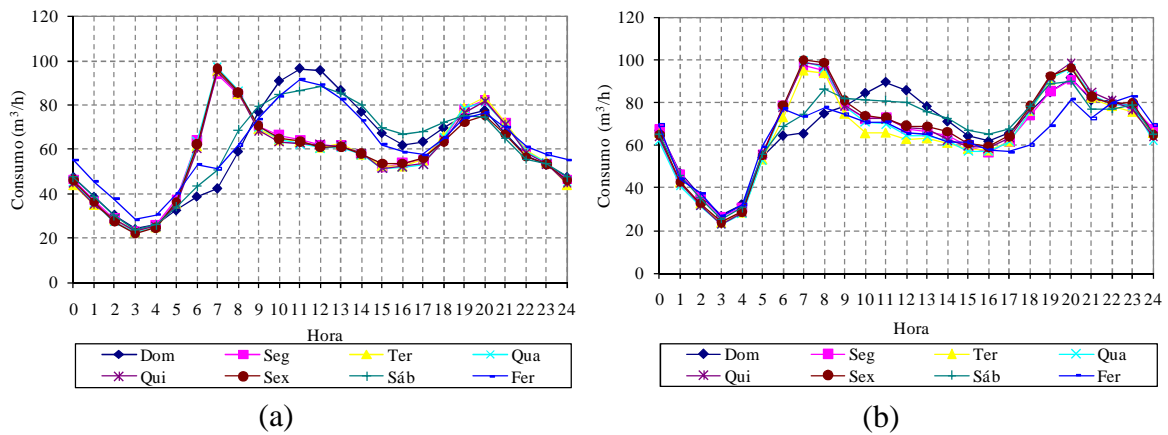 Consumo (m³/h)
120
100
80
60
40
20
0
0 1 2 3 4 5 6 7 8 9 10 11 12 13 14 15 16 17 18 19 20 21 22 23 24
Hora
Dom Seg Ter Qua
Qui Sex Sáb Fer
(a)
Consumo (m³/h)
120
100
80
60
40
20
0
0 1 2 3 4 5 6 7 8 9 10 11 12 13 14 15 16 17 18 19 20 21 22 23 24
Hora
Dom Seg Ter Qua
Qui Sex Sáb Fer
(b)